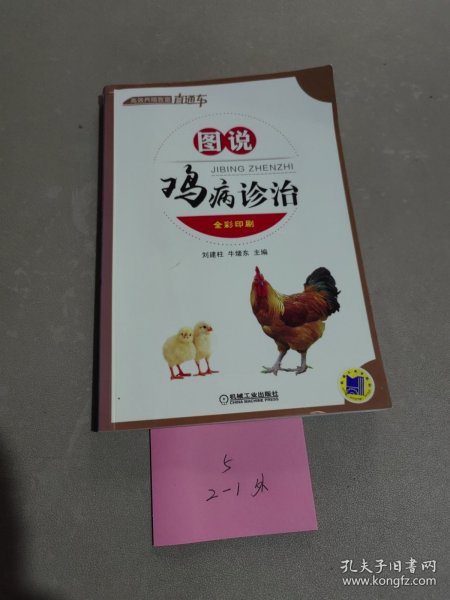 高效养殖致富直通车
图说
JIBING ZHENZHI
鸡病诊治
全彩印刷
刘建柱 牛绪东 主编
机械工业出版社
CHINA MACHINE PRESS
5
2-1外
孔夫子旧书网
www.kongfz.com